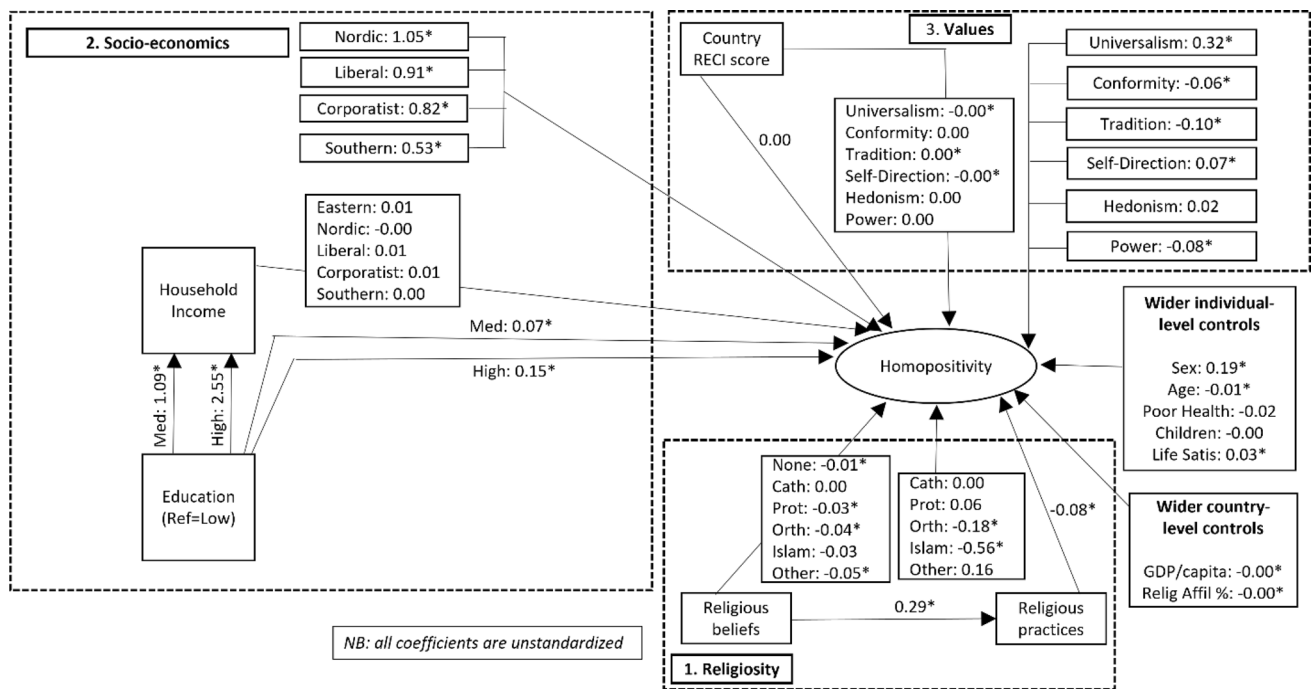 2. Socio-economics
Nordic: 1.05*
Liberal: 0.91*
Corporatist: 0.82*
Southern: 0.53*
Eastern: 0.01
Nordic: -0.00
Liberal: 0.01
Corporatist: 0.01
Southern: 0.00
Household
Income
Med: 1.09*
High: 2.55*
Education
(Ref=Low)
Med: 0.07*
High: 0.15*
NB: all coefficients are unstandardized
3. Values
Country
RECI score
0.00
Universalism: -0.00*
Conformity: 0.00
Tradition: 0.00*
Self-Direction: -0.00*
Hedonism: 0.00
Power: 0.00
Universalism: 0.32*
Conformity: -0.06*
Tradition: -0.10*
Self-Direction: 0.07*
Hedonism: 0.02
Power: -0.08*
Homopositivity
Wider individual-
level controls
Sex: 0.19*
Age: -0.01*
Poor Health: -0.02
Children: -0.00
Life Satis: 0.03*
Wider country-
level controls
GDP/capita: -0.00*
Relig Affil %: -0.00*
None: -0.01*
Cath: 0.00
Prot: -0.03*
Orth: -0.04*
Islam: -0.03
Other: -0.05*
Cath: 0.00
Prot: 0.06
Orth: -0.18*
Islam: -0.56*
Other: 0.16
-0.08*
Religious
beliefs
0.29*
Religious
practices
1. Religiosity